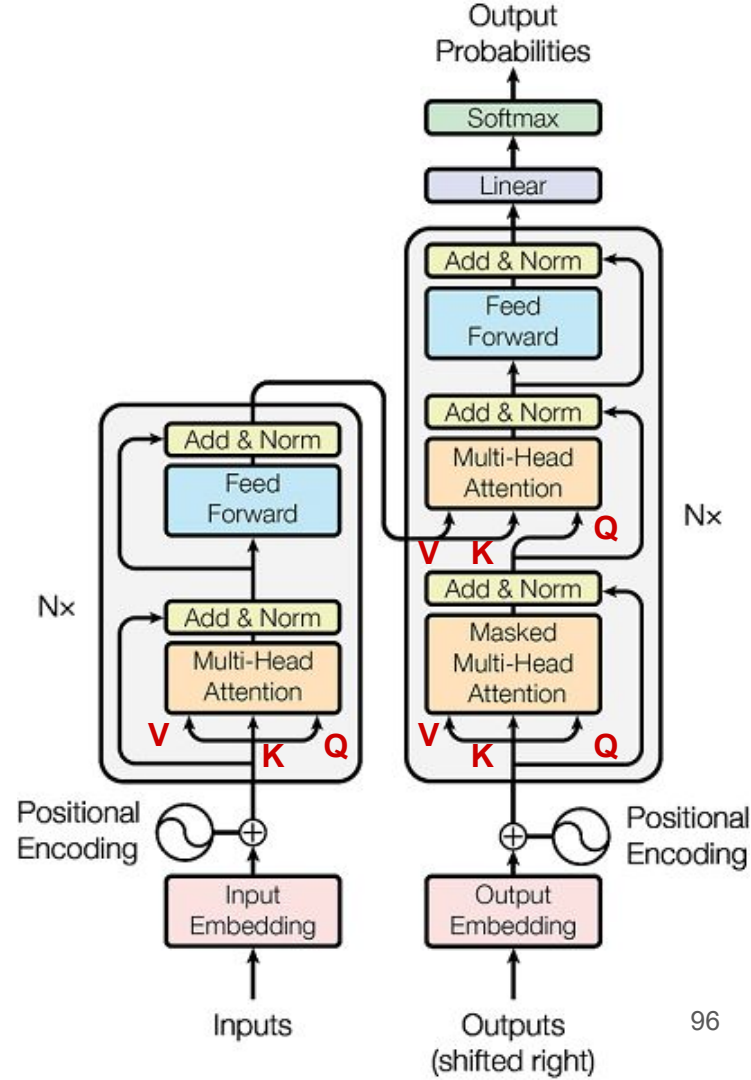 Output
Probabilities
Softmax
Linear
Add & Norm
Feed
Forward
Add & Norm
Multi-Head
Attention
V K Q
Add & Norm
Masked
Multi-Head
Attention
V K Q
Nx
Positional
Encoding
Output
Embedding
Outputs
(shifted right)
Add & Norm
Feed
Forward
Nx
Add & Norm
Multi-Head
Attention
V K Q
Positional
Encoding
Input
Embedding
Inputs
96